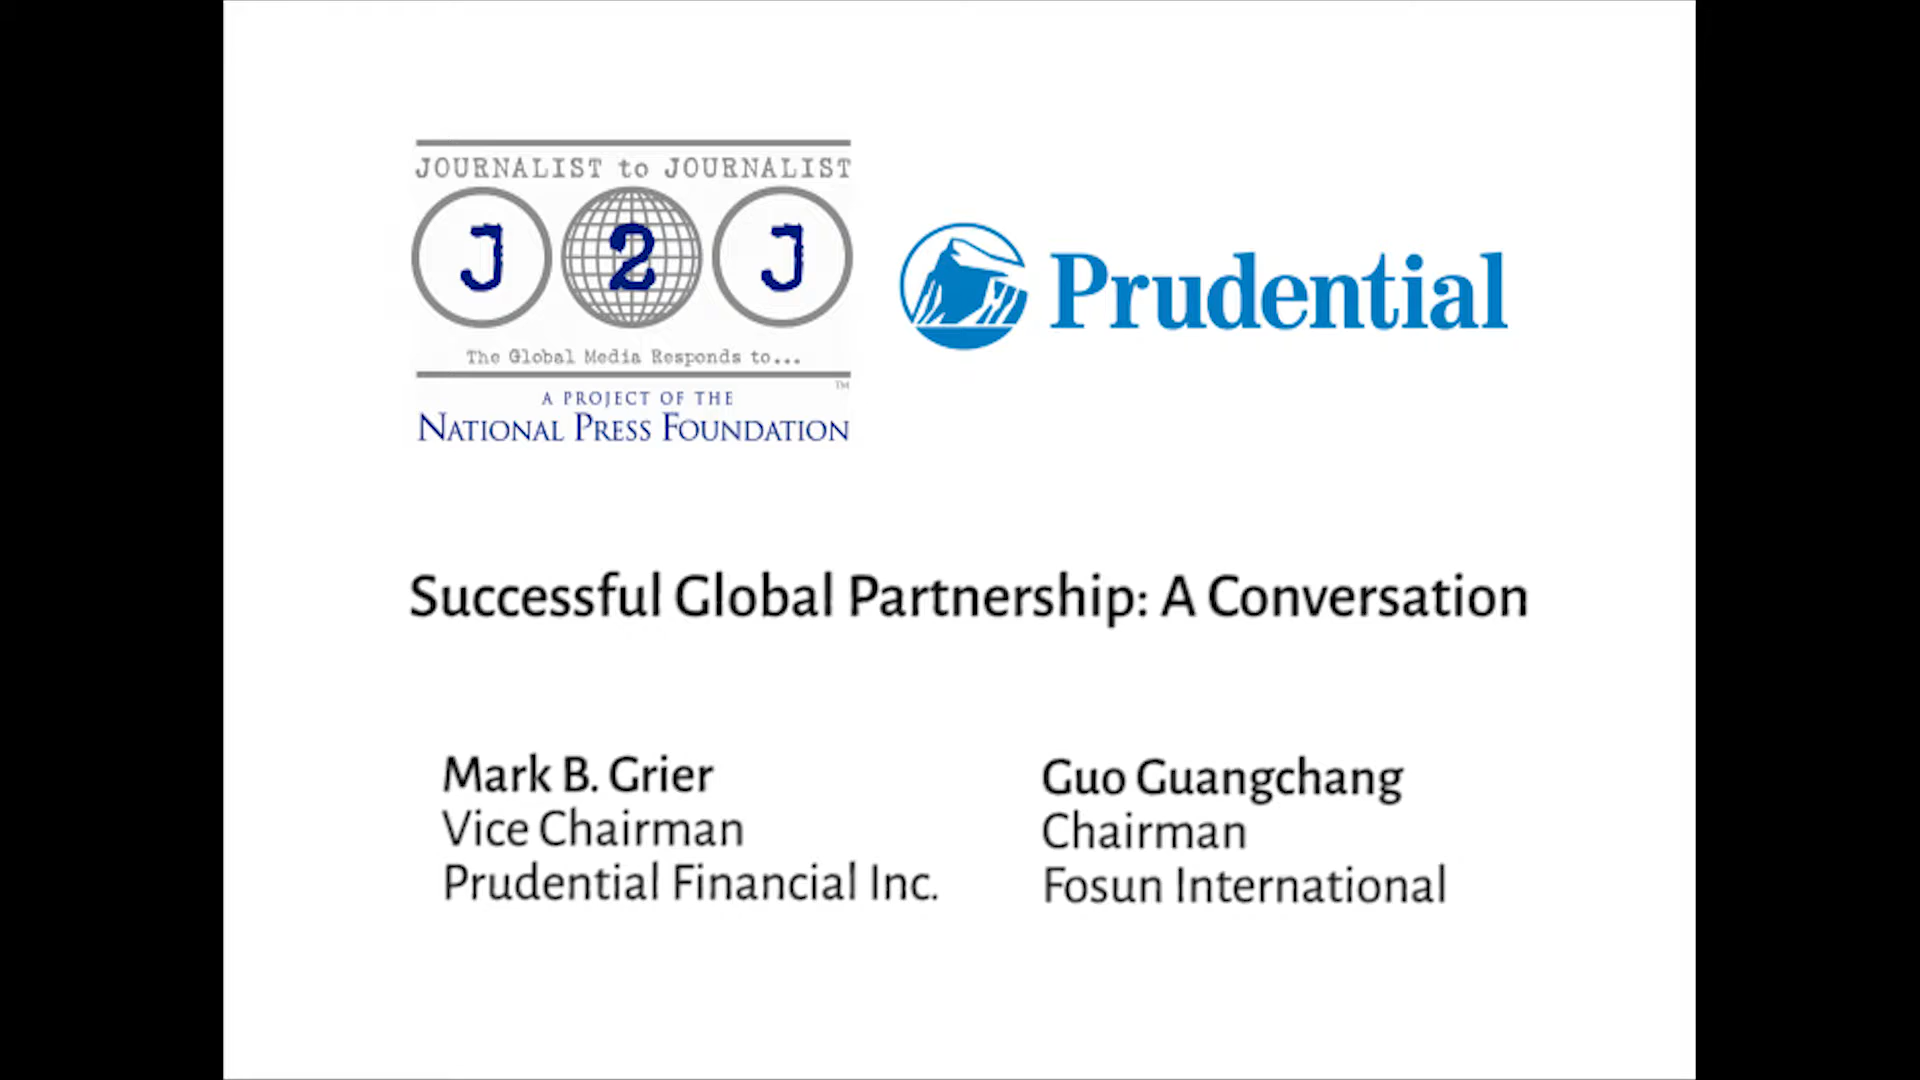 JOURNALIST to JOURNALIST
J 2 J
The Global Media Responds to...
TM
A PROJECT OF THE
NATIONAL PRESS FOUNDATION
Prudential
Successful Global Partnership: A Conversation
Mark B. Grier
Vice Chairman
Prudential Financial Inc.
Guo Guangchang
Chairman
Fosun International